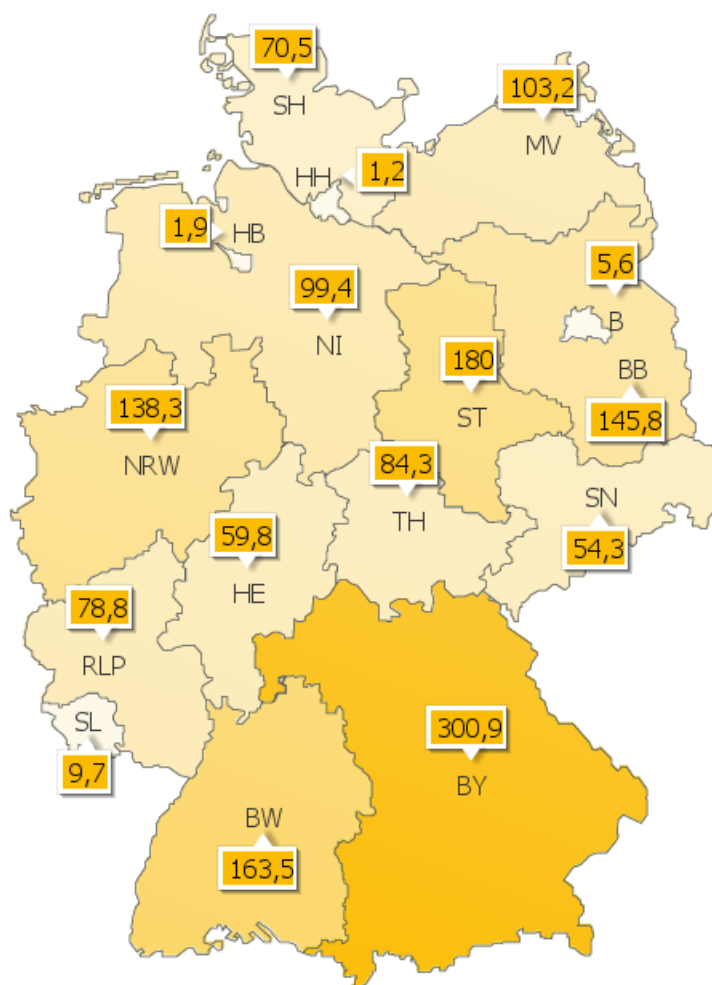 70,5
SH
103,2
MV
HH
1,2
1,9
HB
5,6
B
99,4
NI
180
ST
BB
145,8
138,3
NRW
84,3
TH
SN
54,3
59,8
HE
78,8
RLP
SL
9,7
300,9
BY
BW
163,5